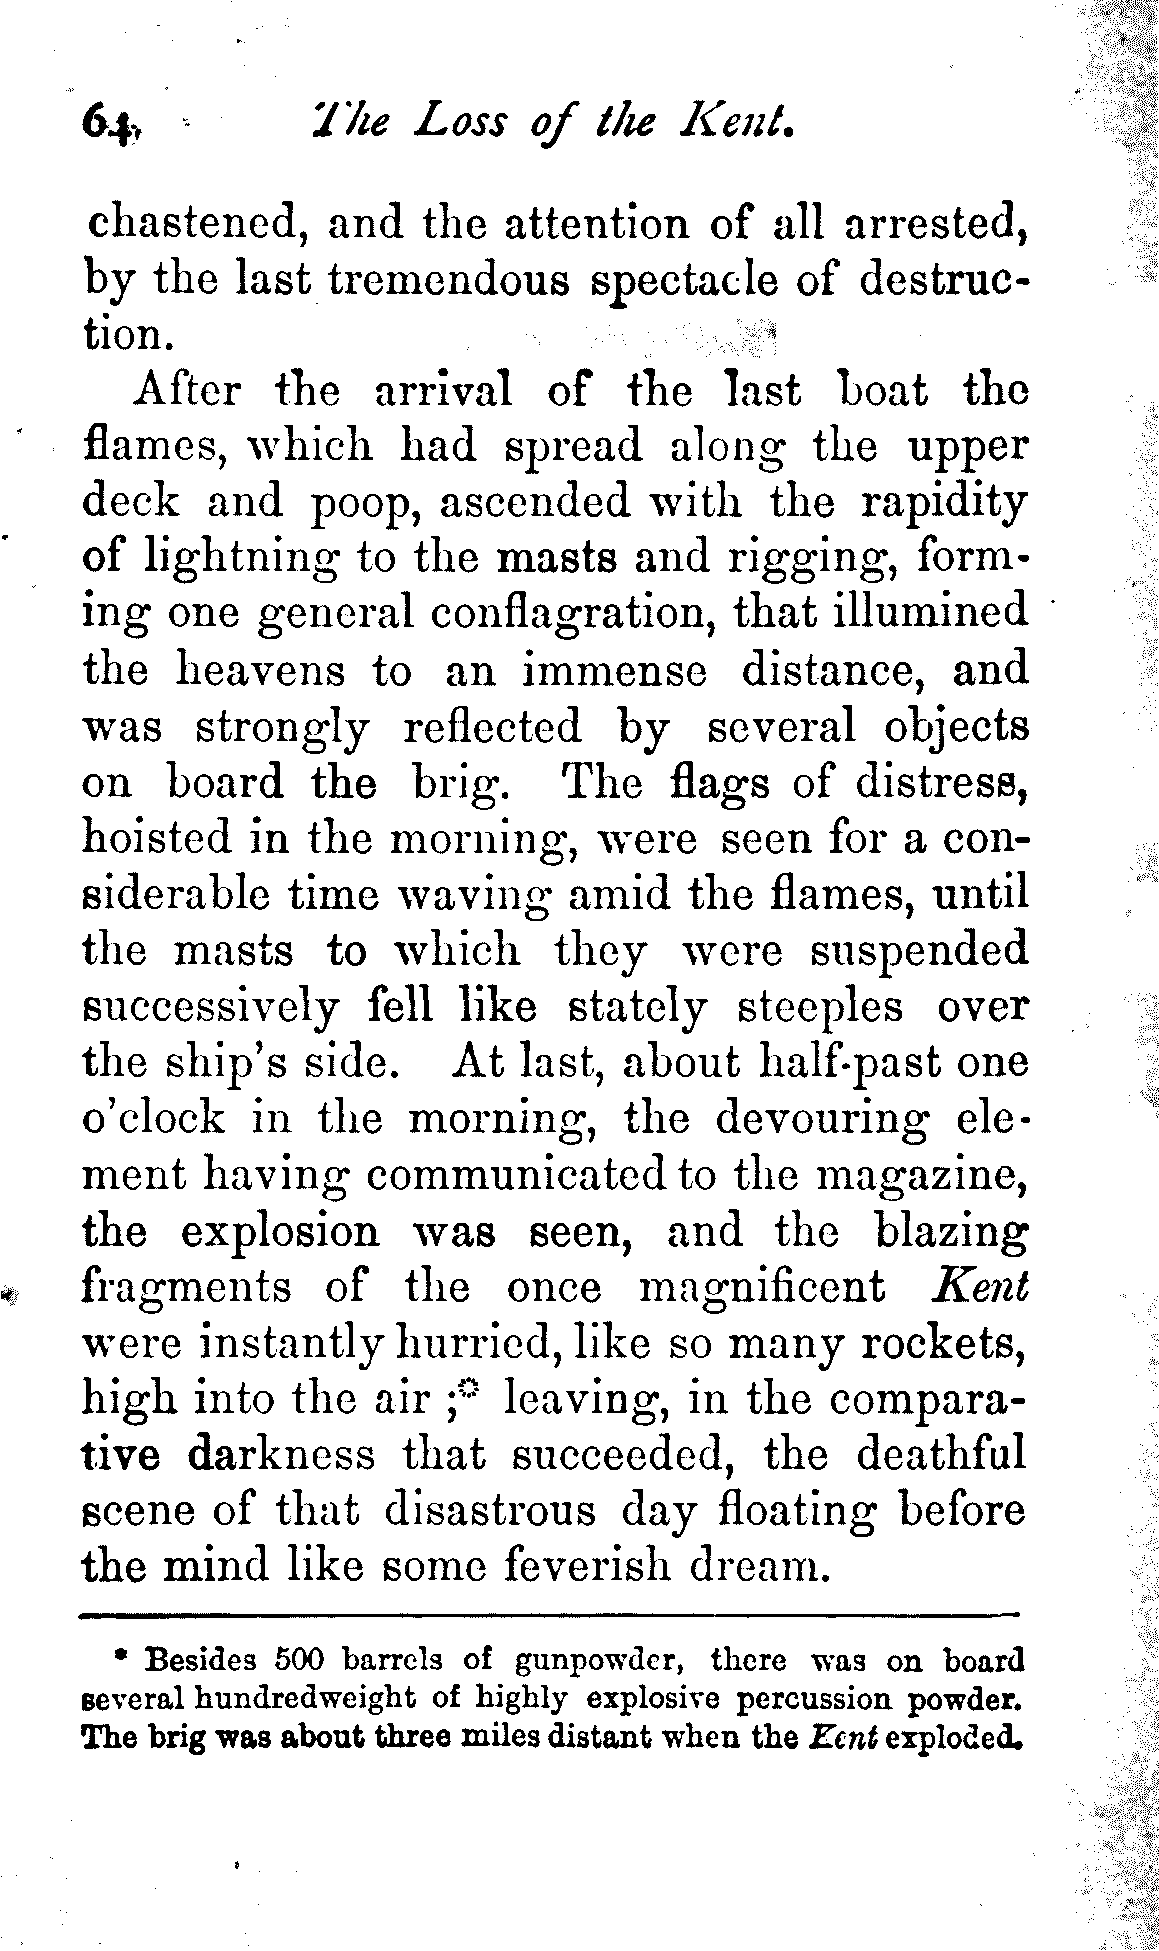 64 The Loss of the Kent.
chastened, and the attention of all arrested,
by the last tremendous spectacle of destruc-
tion.
After the arrival of the last boat the
flames, which had spread along the upper
deck and poop, ascended with the rapidity
of lightning to the masts and rigging, form-
ing one general conflagration, that illumined
the heavens to an immense distance, and
was strongly reflected by several objects
on board the brig. The flags of distress,
hoisted in the morning, were seen for a con-
siderable time waving amid the flames, until
the masts to which they were suspended
successively fell like stately steeples over
the ship's side. At last, about half-past one
o'clock in the morning, the devouring ele-
ment having communicated to the magazine,
the explosion was seen, and the blazing
fragments of the once magnificent Kent
were instantly hurried, like so many rockets,
high into the air ;* leaving, in the compara-
tive darkness that succeeded, the deathful
scene of that disastrous day floating before
the mind like some feverish dream.
* Besides 500 barrels of gunpowder, there was on board
several hundredweight of highly explosive percussion powder.
The brig was about three miles distant when the Kent exploded.